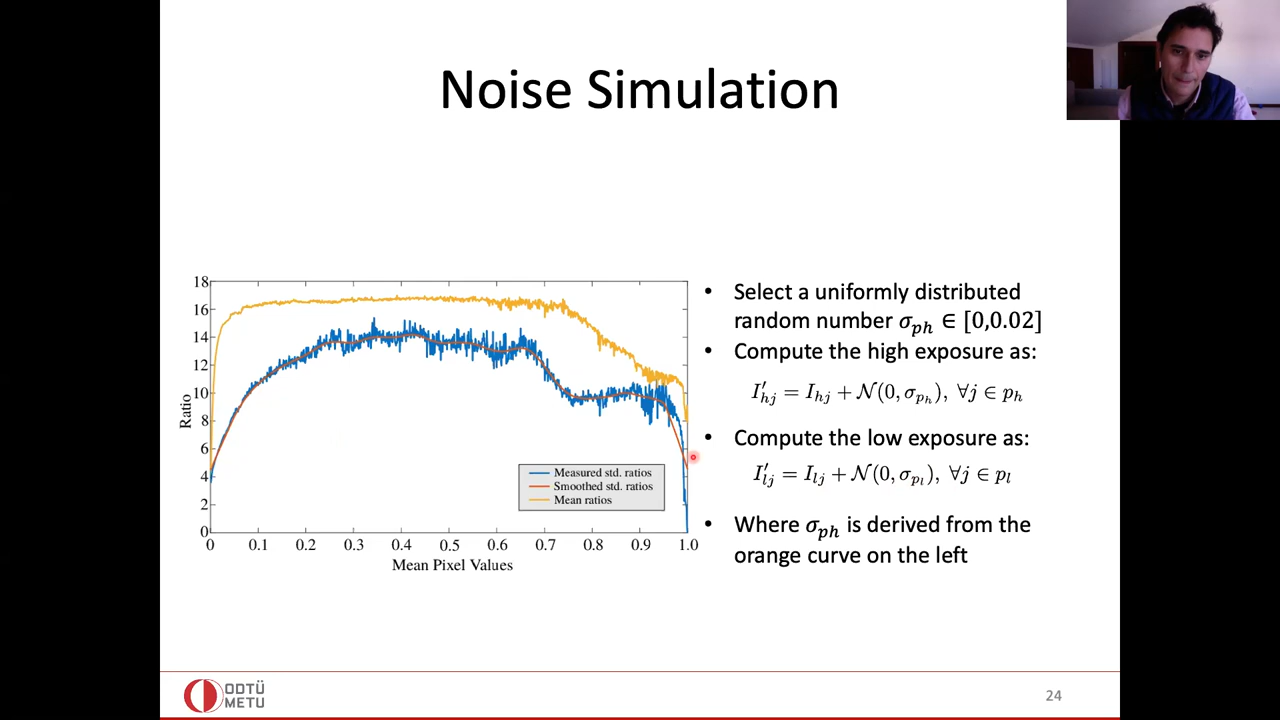 Noise Simulation
18
16
14
12
10
8
6
4
2
0
Ratio
0 0.1 0.2 0.3 0.4 0.5 0.6 0.7 0.8 0.9 1.0
Mean Pixel Values
Measured std. ratios
Smoothed std. ratios
Mean ratios
• Select a uniformly distributed
random number σ_ph ∈ [0,0.02]
• Compute the high exposure as:
I′_hj = I_hj + 𝒩(0, σ_p_h), ∀j ∈ p_h
• Compute the low exposure as:
I′_lj = I_lj + 𝒩(0, σ_p_l), ∀j ∈ p_l
• Where σ_ph is derived from the
orange curve on the left
ODTÜ
METU
24